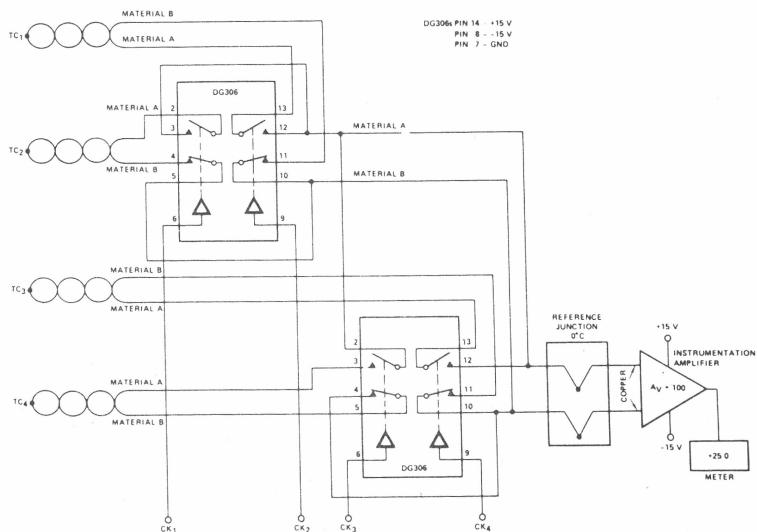 MATERIAL B
TC1
MATERIAL A
DG306s PIN 14 - +15 V
PIN 8 - -15 V
PIN 7 - GND
DG306
MATERIAL A
2
13
3
12
MATERIAL A
TC2
4
11
MATERIAL B
5
10
MATERIAL B
6
9
MATERIAL B
TC3
MATERIAL A
REFERENCE
JUNCTION
0°C
+15 V
2
13
INSTRUMENTATION
AMPLIFIER
3
12
MATERIAL A
TC4
4
11
COPPER
AV = 100
5
10
MATERIAL B
-15 V
6
9
DG306
+25 0
METER
CK1
CK2
CK3
CK4